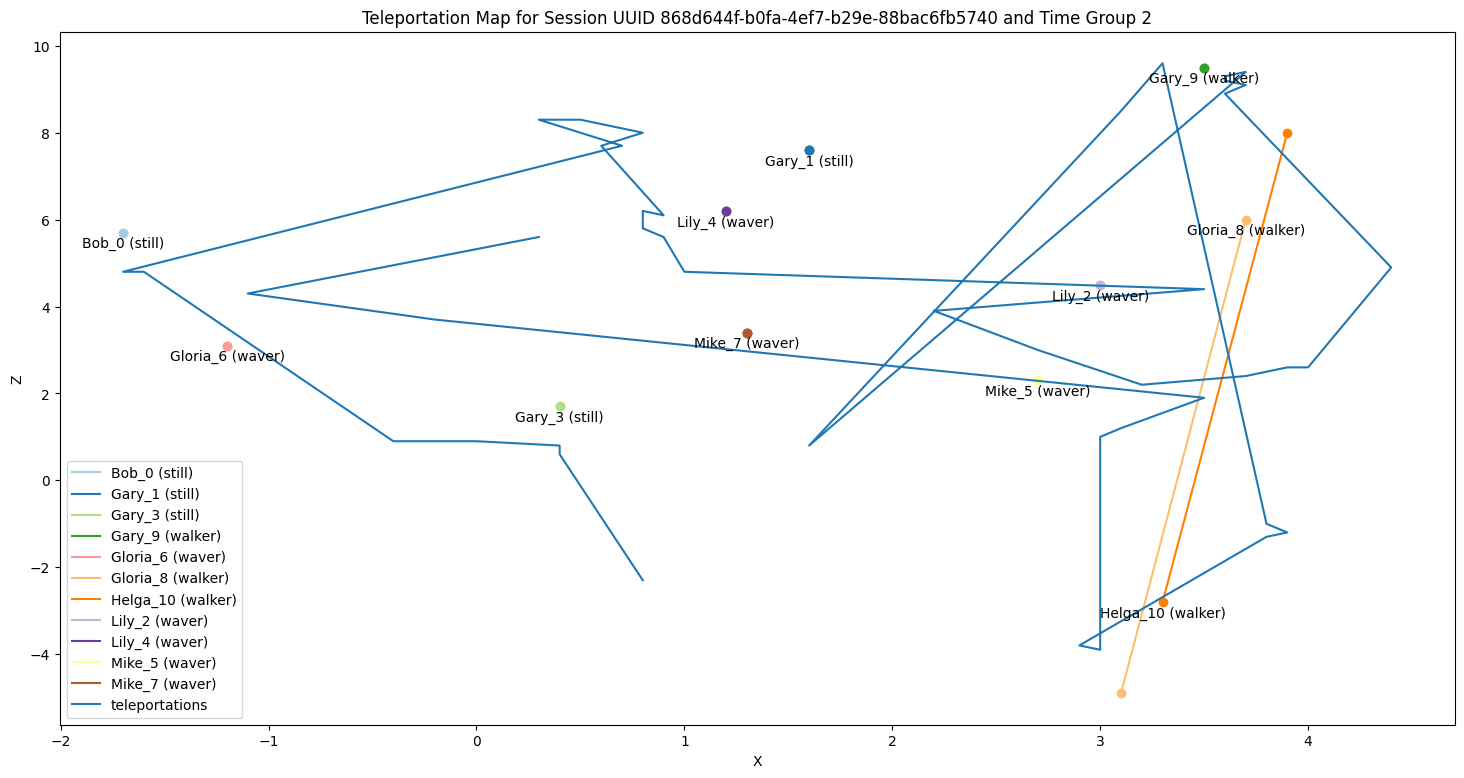 Teleportation Map for Session UUID 868d644f-b0fa-4ef7-b29e-88bac6fb5740 and Time Group 2
Z
10
8
6
4
2
0
−2
−4
Gary_9 (walker)
Gary_1 (still)
Lily_4 (waver)
Gloria_8 (walker)
Bob_0 (still)
Lily_2 (waver)
Mike_7 (waver)
Gloria_6 (waver)
Mike_5 (waver)
Gary_3 (still)
Helga_10 (walker)
Bob_0 (still)
Gary_1 (still)
Gary_3 (still)
Gary_9 (walker)
Gloria_6 (waver)
Gloria_8 (walker)
Helga_10 (walker)
Lily_2 (waver)
Lily_4 (waver)
Mike_5 (waver)
Mike_7 (waver)
teleportations
−2 −1 0 1 2 3 4
X